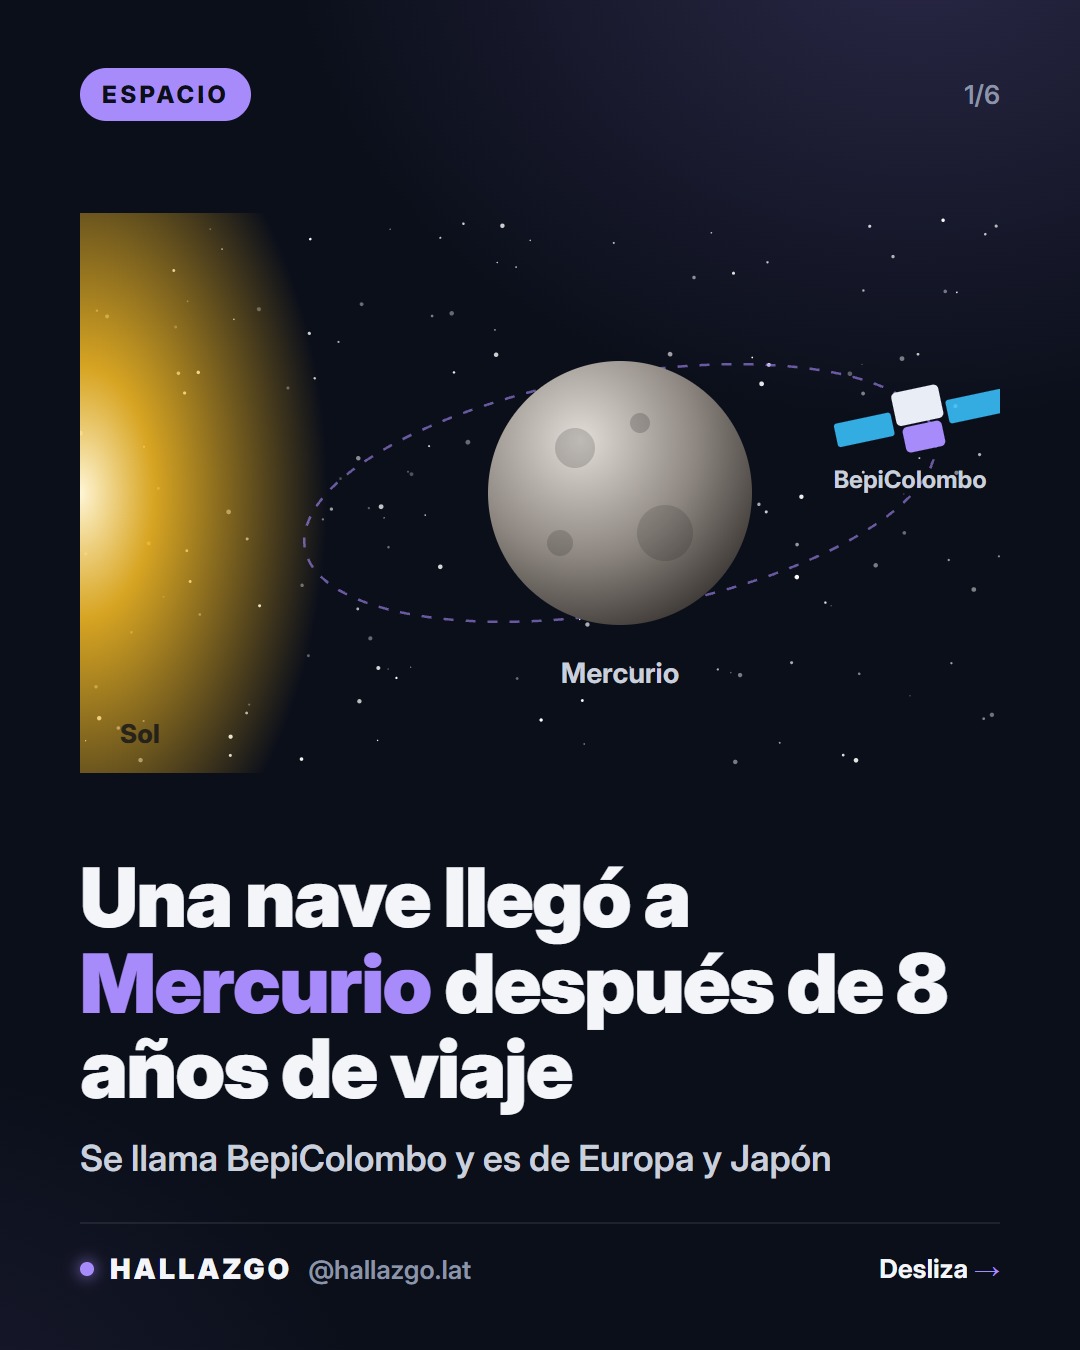 ESPACIO
1/6
BepiColombo
Mercurio
Sol
Una nave llegó a
Mercurio después de 8
años de viaje
Se llama BepiColombo y es de Europa y Japón
HALLAZGO @hallazgo.lat
Desliza →